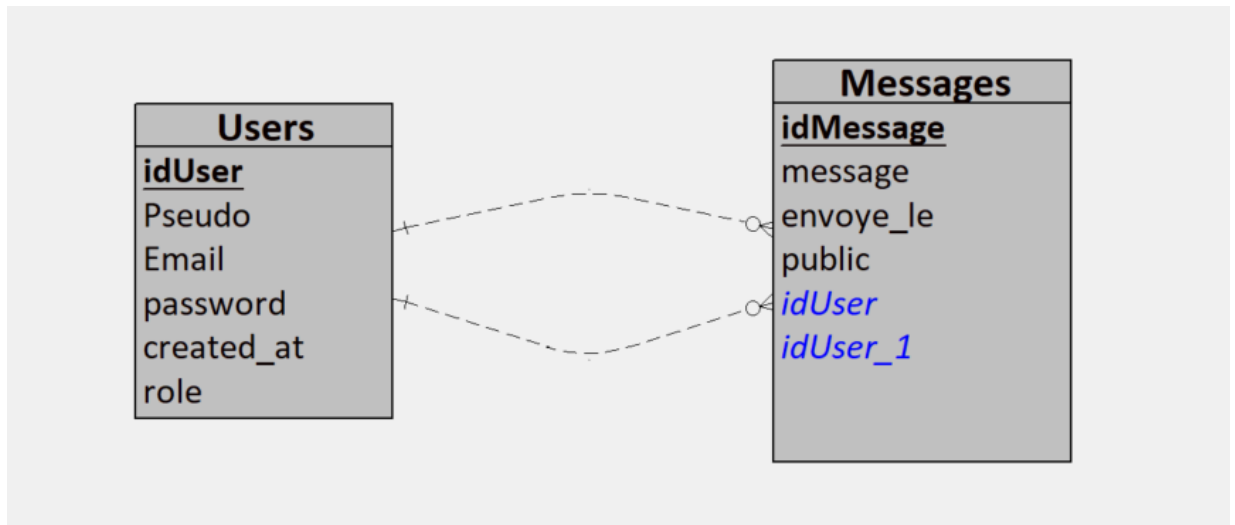 Users
idUser
Pseudo
Email
password
created_at
role
Messages
idMessage
message
envoye_le
public
idUser
idUser_1